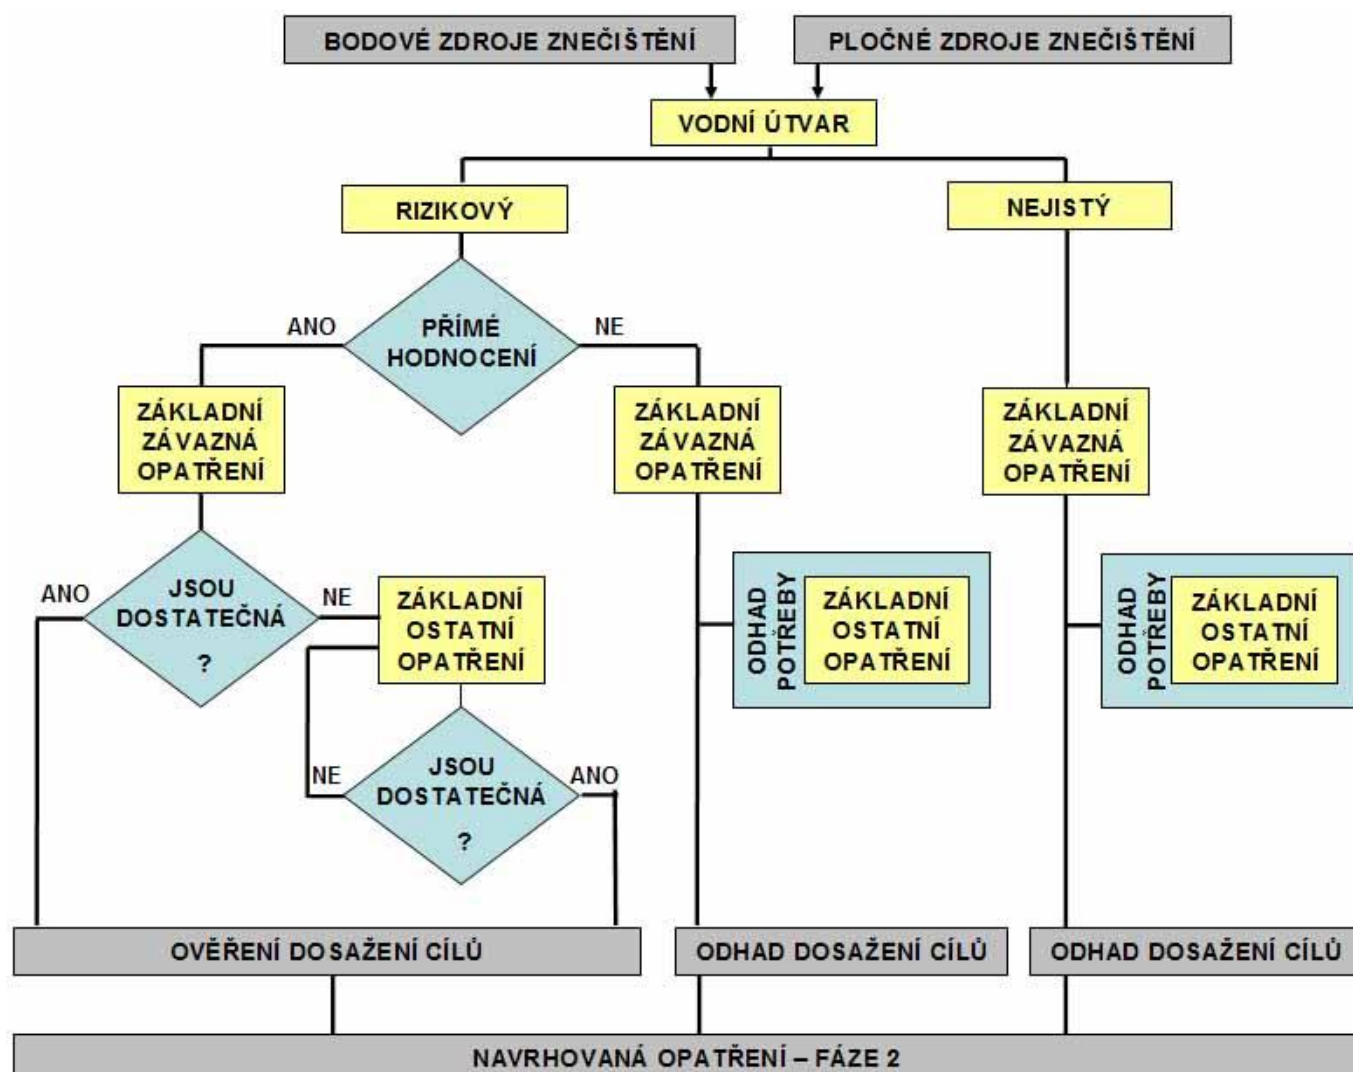 BODOVÉ ZDROJE ZNEČIŠTĚNÍ
PLOČNÉ ZDROJE ZNEČIŠTĚNÍ
VODNÍ ÚTVAR
RIZIKOVÝ
NEJISTÝ
ANO
PŘÍMÉ
HODNOCENÍ
NE
ZÁKLADNÍ
ZÁVAZNÁ
OPATŘENÍ
ZÁKLADNÍ
ZÁVAZNÁ
OPATŘENÍ
ZÁKLADNÍ
ZÁVAZNÁ
OPATŘENÍ
ANO
JSOU
DOSTATEČNÁ
?
NE
ZÁKLADNÍ
OSTATNÍ
OPATŘENÍ
ODHAD
POTŘEBY
ZÁKLADNÍ
OSTATNÍ
OPATŘENÍ
ODHAD
POTŘEBY
ZÁKLADNÍ
OSTATNÍ
OPATŘENÍ
NE
JSOU
DOSTATEČNÁ
?
ANO
OVĚŘENÍ DOSAŽENÍ CÍLŮ
ODHAD DOSAŽENÍ CÍLŮ
ODHAD DOSAŽENÍ CÍLŮ
NAVRHOVANÁ OPATŘENÍ – FÁZE 2